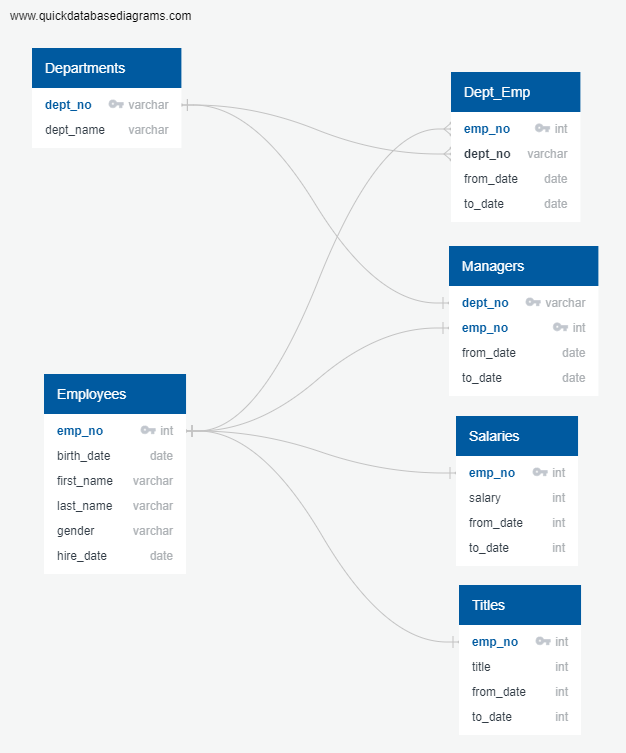 www.quickdatabasediagrams.com
Departments
dept_no varchar
dept_name varchar
Dept_Emp
emp_no int
dept_no varchar
from_date date
to_date date
Managers
dept_no varchar
emp_no int
from_date date
to_date date
Employees
emp_no int
birth_date date
first_name varchar
last_name varchar
gender varchar
hire_date date
Salaries
emp_no int
salary int
from_date int
to_date int
Titles
emp_no int
title int
from_date int
to_date int